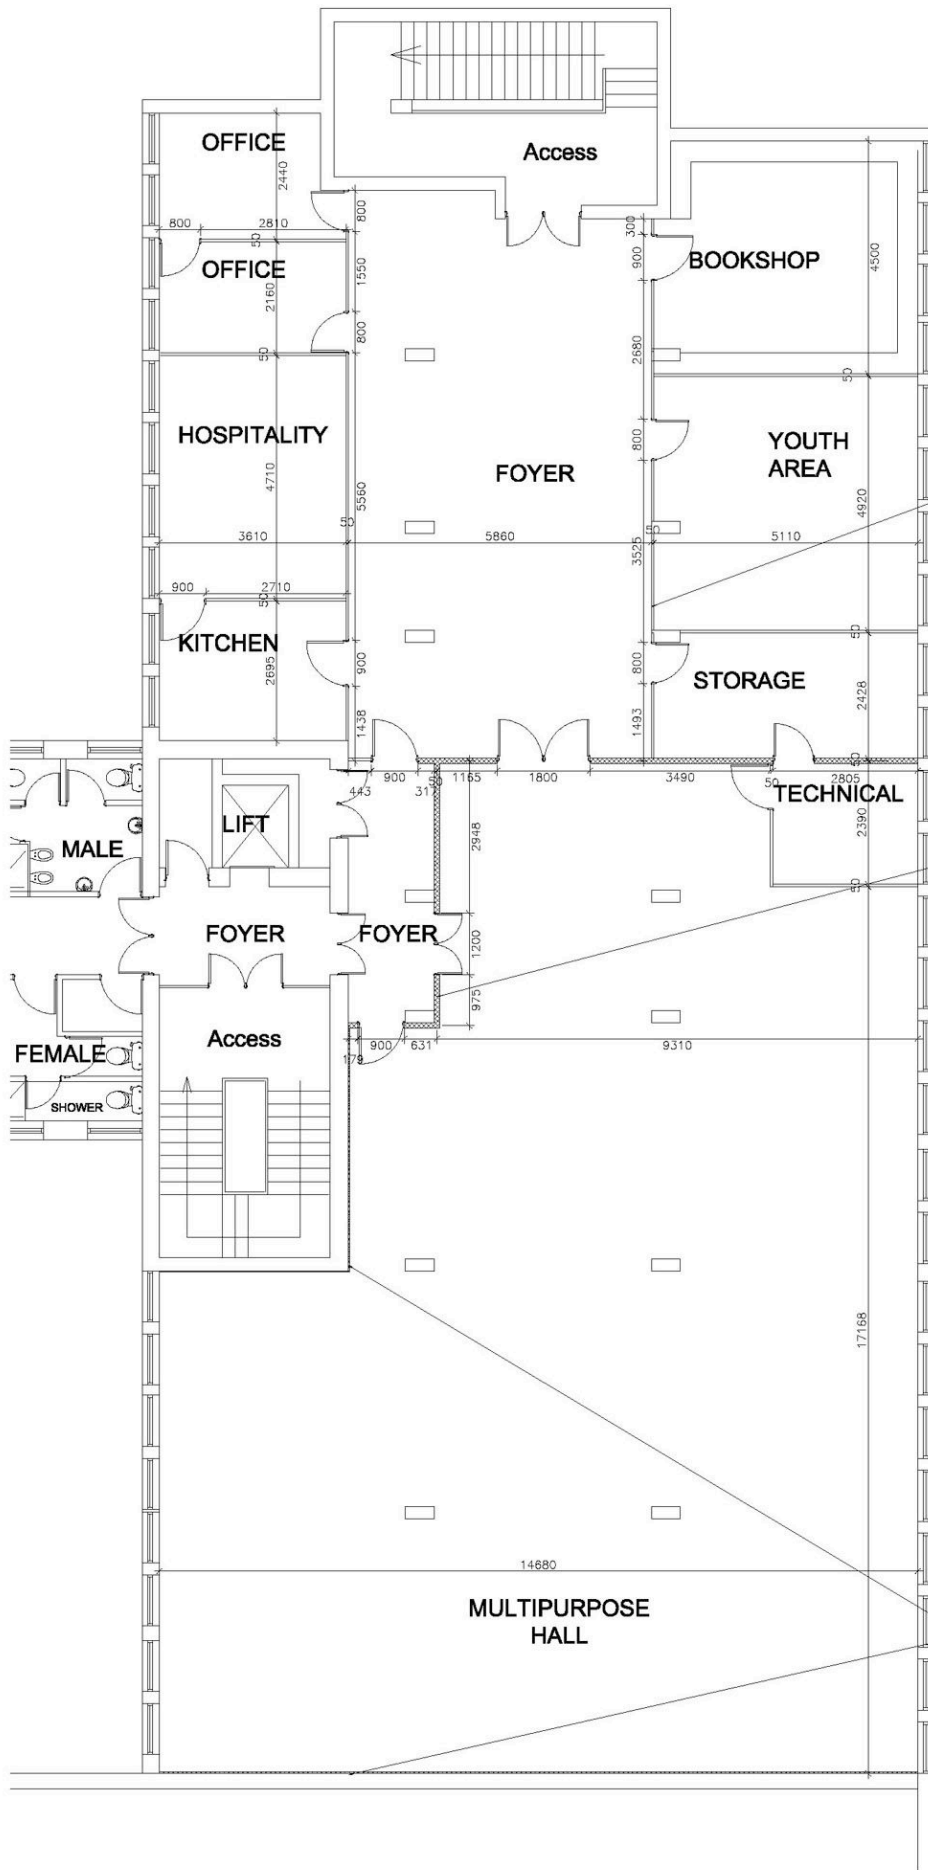 OFFICE
Access
2440
800
2810
800
50
300
OFFICE
BOOKSHOP
4500
1550
900
2160
800
2680
50
50
HOSPITALITY
YOUTH
AREA
800
FOYER
4710
5560
4920
50
50
3610
5860
3525
5110
900
2710
50
KITCHEN
50
2695
900
800
STORAGE
2428
1438
1493
50
900
50
1165
1800
3490
50
2805
443
317
TECHNICAL
LIFT
2390
MALE
2948
50
FOYER
FOYER
1200
975
Access
FEMALE
179
900
631
9310
SHOWER
17168
14680
MULTIPURPOSE
HALL